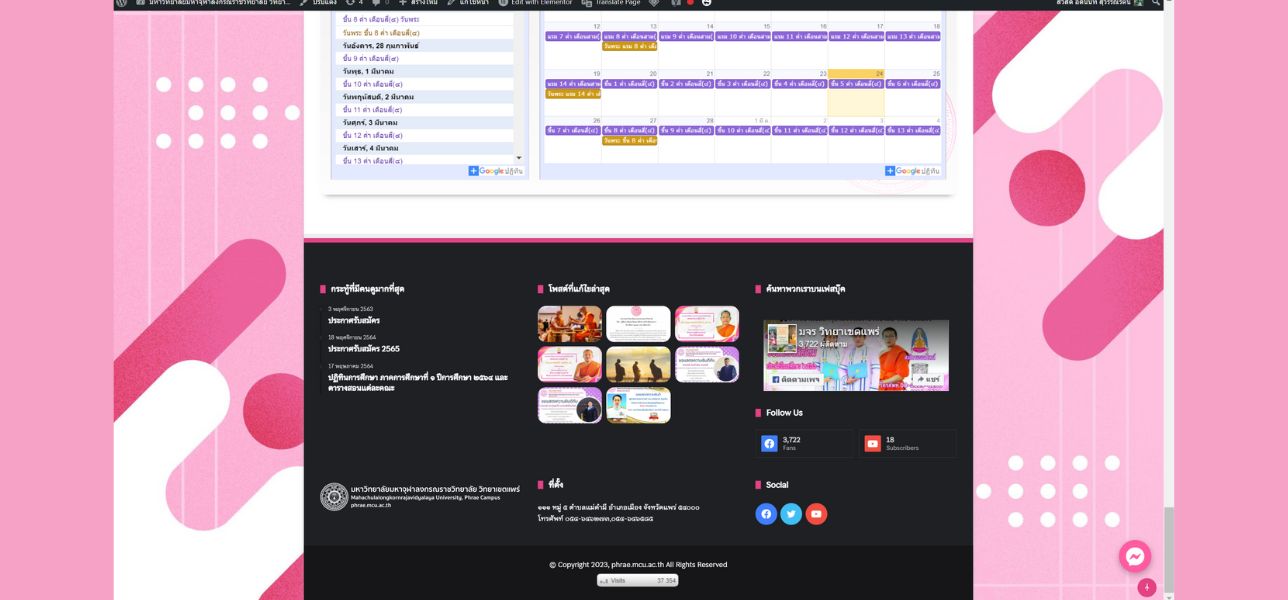 มหาวิทยาลัยมหาจุฬาลงกรณราชวิทยาลัย วิทยา...
ปรับแต่ง
4
0
สร้างใหม่
แก้ไขหน้า
Edit with Elementor
Translate Page
0
ขึ้น 8 ค่ำ เดือนสี่(๔) วันพระ
วันพระ ขึ้น 8 ค่ำ เดือนสี่(๔)
วันอังคาร, 28 กุมภาพันธ์
ขึ้น 9 ค่ำ เดือนสี่(๔)
วันพุธ, 1 มีนาคม
ขึ้น 10 ค่ำ เดือนสี่(๔)
วันพฤหัสบดี, 2 มีนาคม
ขึ้น 11 ค่ำ เดือนสี่(๔)
วันศุกร์, 3 มีนาคม
ขึ้น 12 ค่ำ เดือนสี่(๔)
วันเสาร์, 4 มีนาคม
ขึ้น 13 ค่ำ เดือนสี่(๔)
Google ปฏิทิน
12 13 14 15 16 17 18
แรม 7 ค่ำ เดือนสาม( แรม 8 ค่ำ เดือนสาม( แรม 9 ค่ำ เดือนสาม( แรม 10 ค่ำ เดือนสาม แรม 11 ค่ำ เดือนสาม แรม 12 ค่ำ เดือนสาม แรม 13 ค่ำ เดือนสาม
วันพระ แรม 8 ค่ำ เดือ
19 20 21 22 23 24 25
แรม 14 ค่ำ เดือนสาม ขึ้น 1 ค่ำ เดือนสี่(๔) ขึ้น 2 ค่ำ เดือนสี่(๔) ขึ้น 3 ค่ำ เดือนสี่(๔) ขึ้น 4 ค่ำ เดือนสี่(๔) ขึ้น 5 ค่ำ เดือนสี่(๔) ขึ้น 6 ค่ำ เดือนสี่(๔)
วันพระ แรม 14 ค่ำ เ
26 27 28 1 มี.ค. 2 3 4
ขึ้น 7 ค่ำ เดือนสี่(๔) ขึ้น 8 ค่ำ เดือนสี่(๔) ขึ้น 9 ค่ำ เดือนสี่(๔) ขึ้น 10 ค่ำ เดือนสี่(๔ ขึ้น 11 ค่ำ เดือนสี่(๔ ขึ้น 12 ค่ำ เดือนสี่(๔ ขึ้น 13 ค่ำ เดือนสี่(๔
วันพระ ขึ้น 8 ค่ำ เดือ
Google ปฏิทิน
กระทู้ที่มีคนดูมากที่สุด
3 พฤศจิกายน 2563
ประกาศรับสมัคร
18 พฤศจิกายน 2564
ประกาศรับสมัคร 2565
17 พฤษภาคม 2564
ปฏิทินการศึกษา ภาคการศึกษาที่ ๑ ปีการศึกษา ๒๕๖๔ และ
ตารางสอนแต่ละคณะ
โพสต์ที่แก้ไขล่าสุด
ค้นหาพวกเราบนเฟสบุ๊ค
มจร วิทยาเขตแพร่
3,722 ผู้ติดตาม
ติดตามเพจ
แชร์
Follow Us
3,722
Fans
18
Subscribers
มหาวิทยาลัยมหาจุฬาลงกรณราชวิทยาลัย วิทยาเขตแพร่
Mahachulalongkornrajavidyalaya University, Phrae Campus
phrae.mcu.ac.th
ที่ตั้ง
๑๑๑ หมู่ ๕ ตำบลแม่คำมี อำเภอเมือง จังหวัดแพร่ ๕๔๐๐๐
Social
© Copyright 2023, phrae.mcu.ac.th All Rights Reserved
Visits 37 354